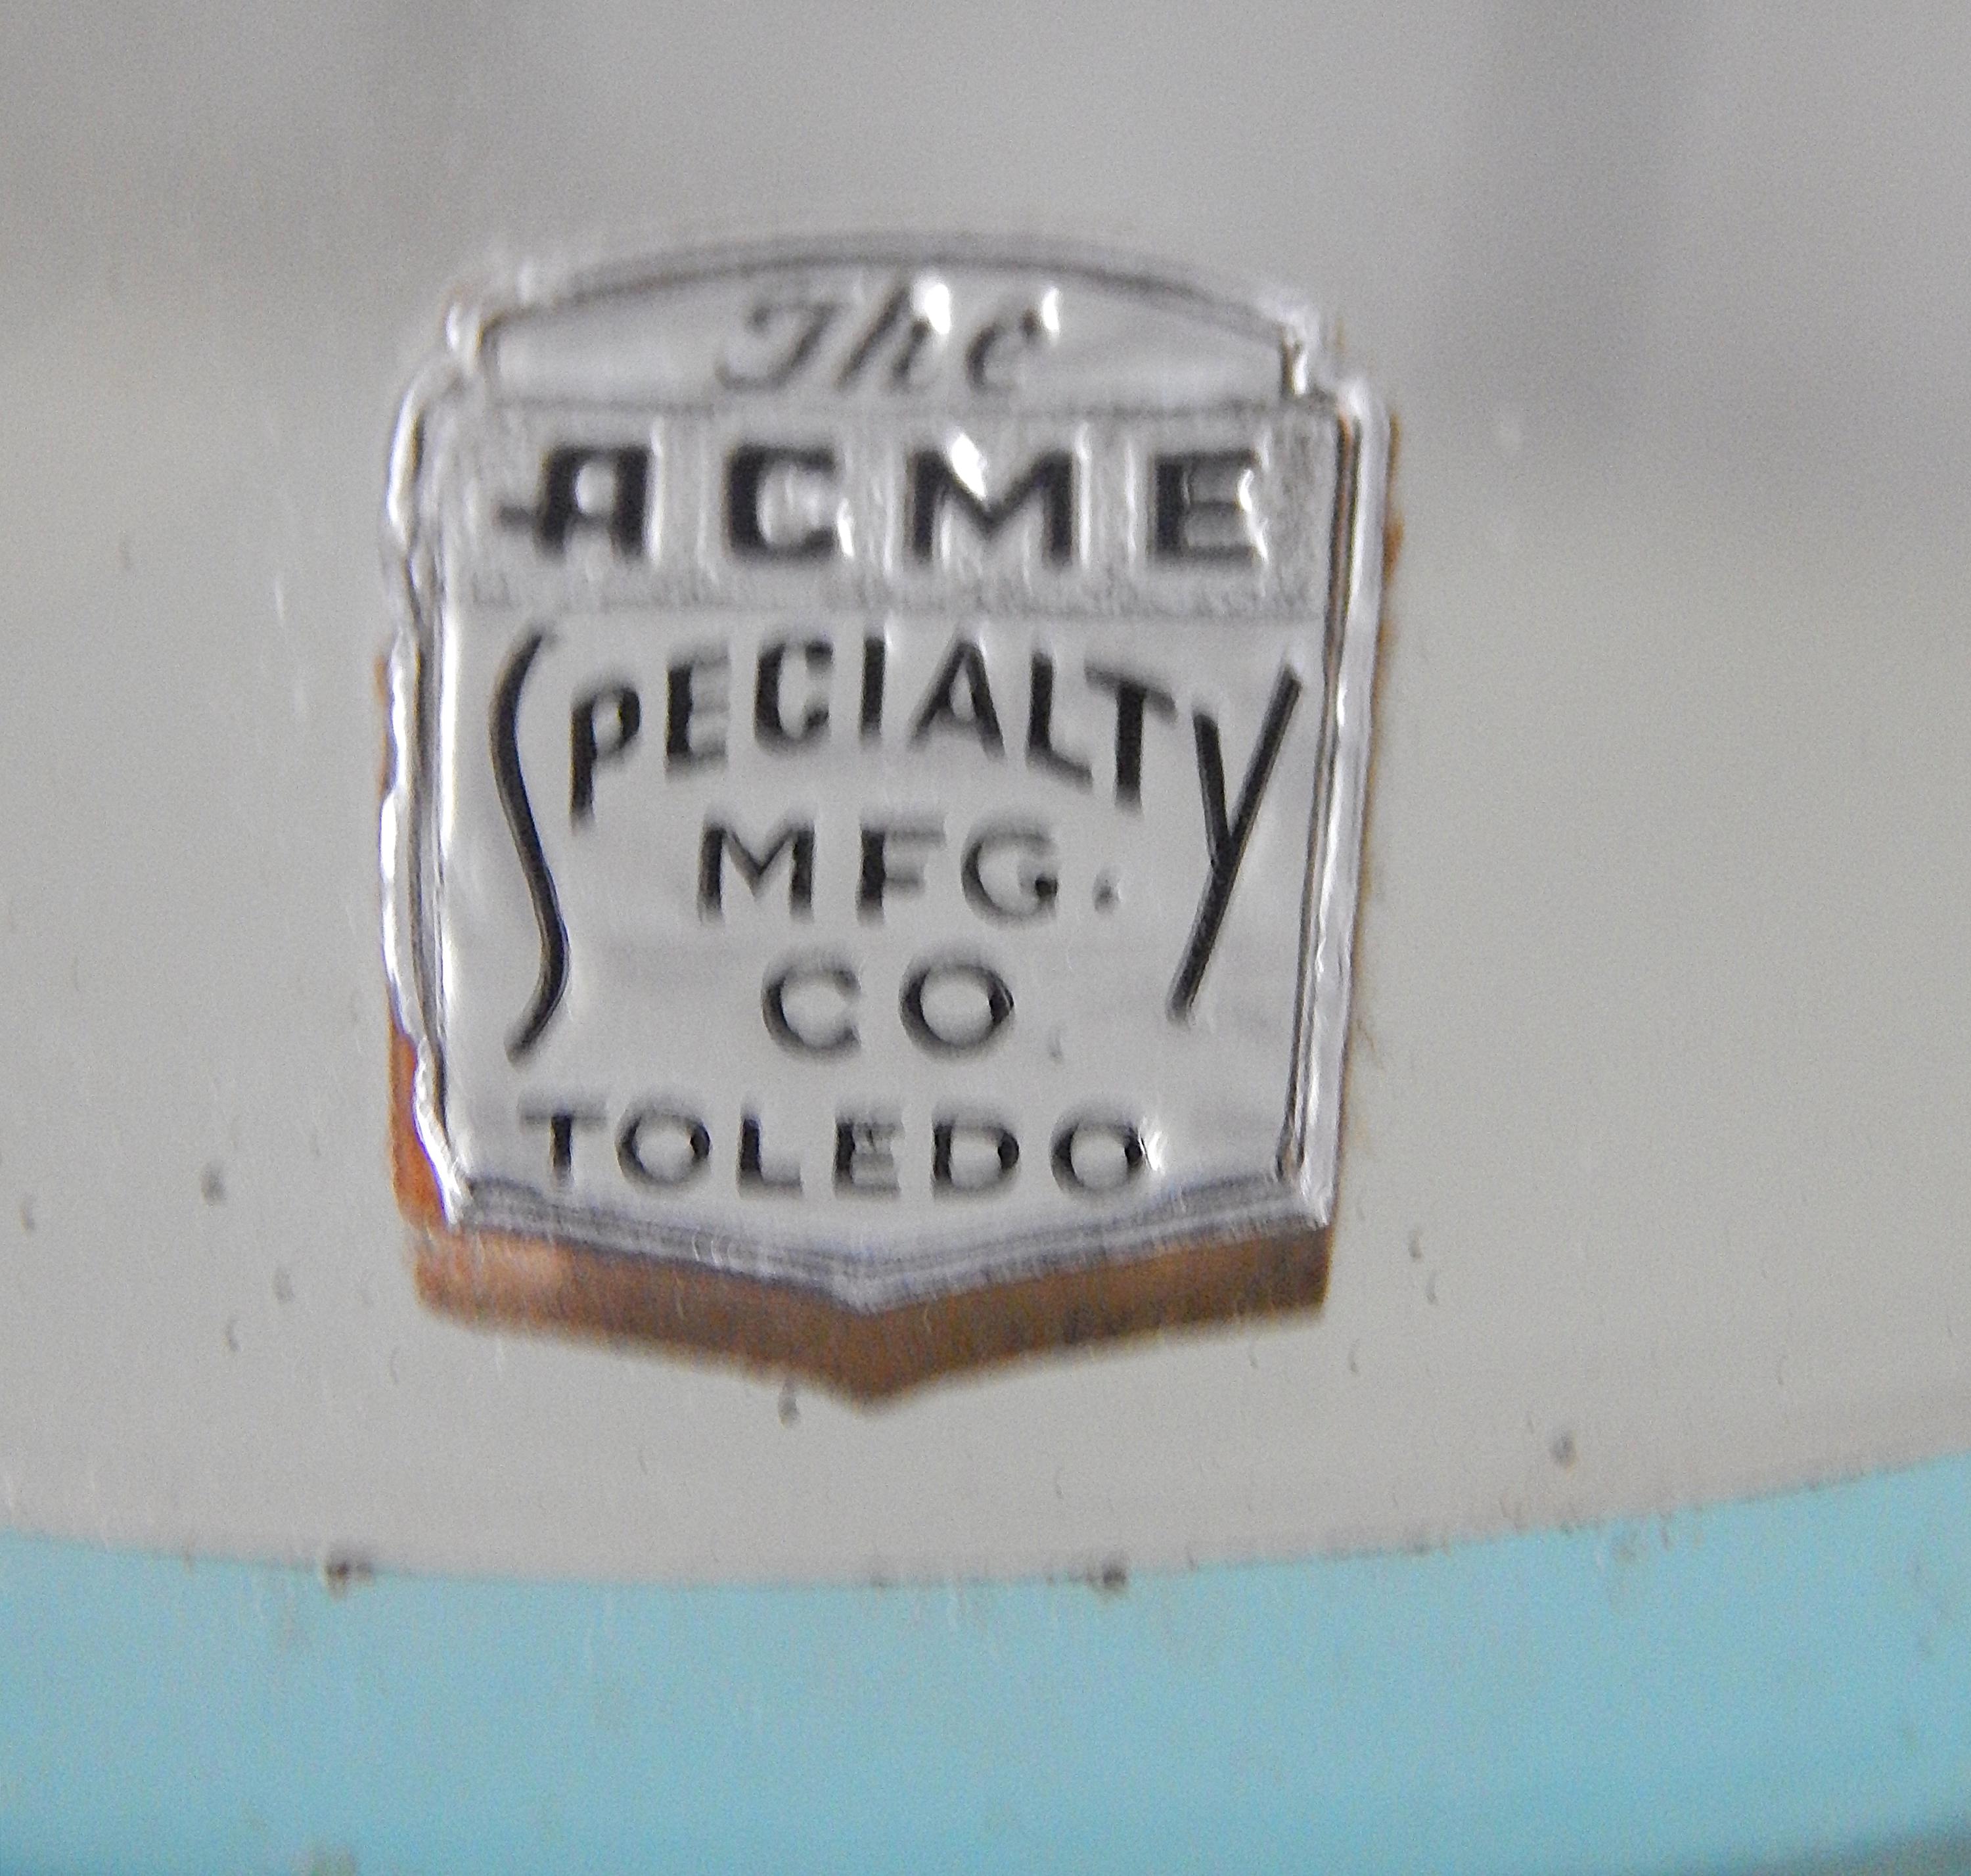 The
ACME
SPECIALTY
MFG.
CO.
TOLEDO